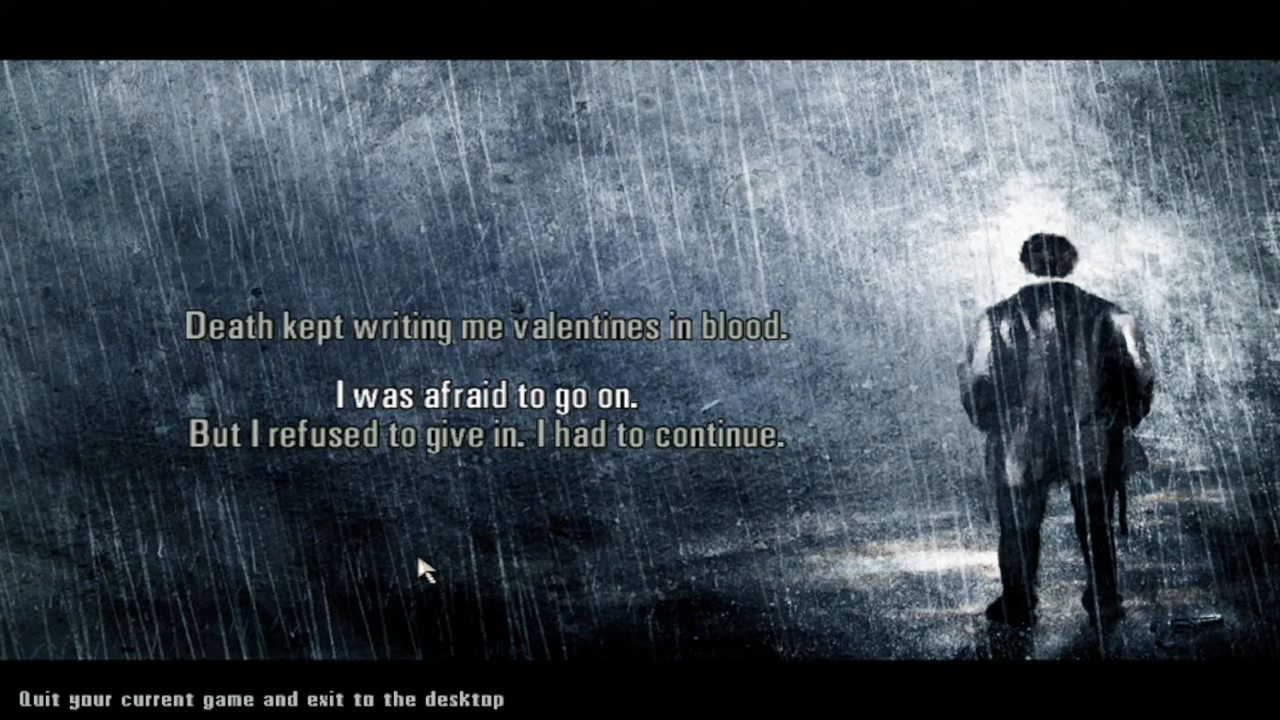 Death kept writing me valentines in blood.
I was afraid to go on.
But I refused to give in. I had to continue.
Quit your current game and exit to the desktop